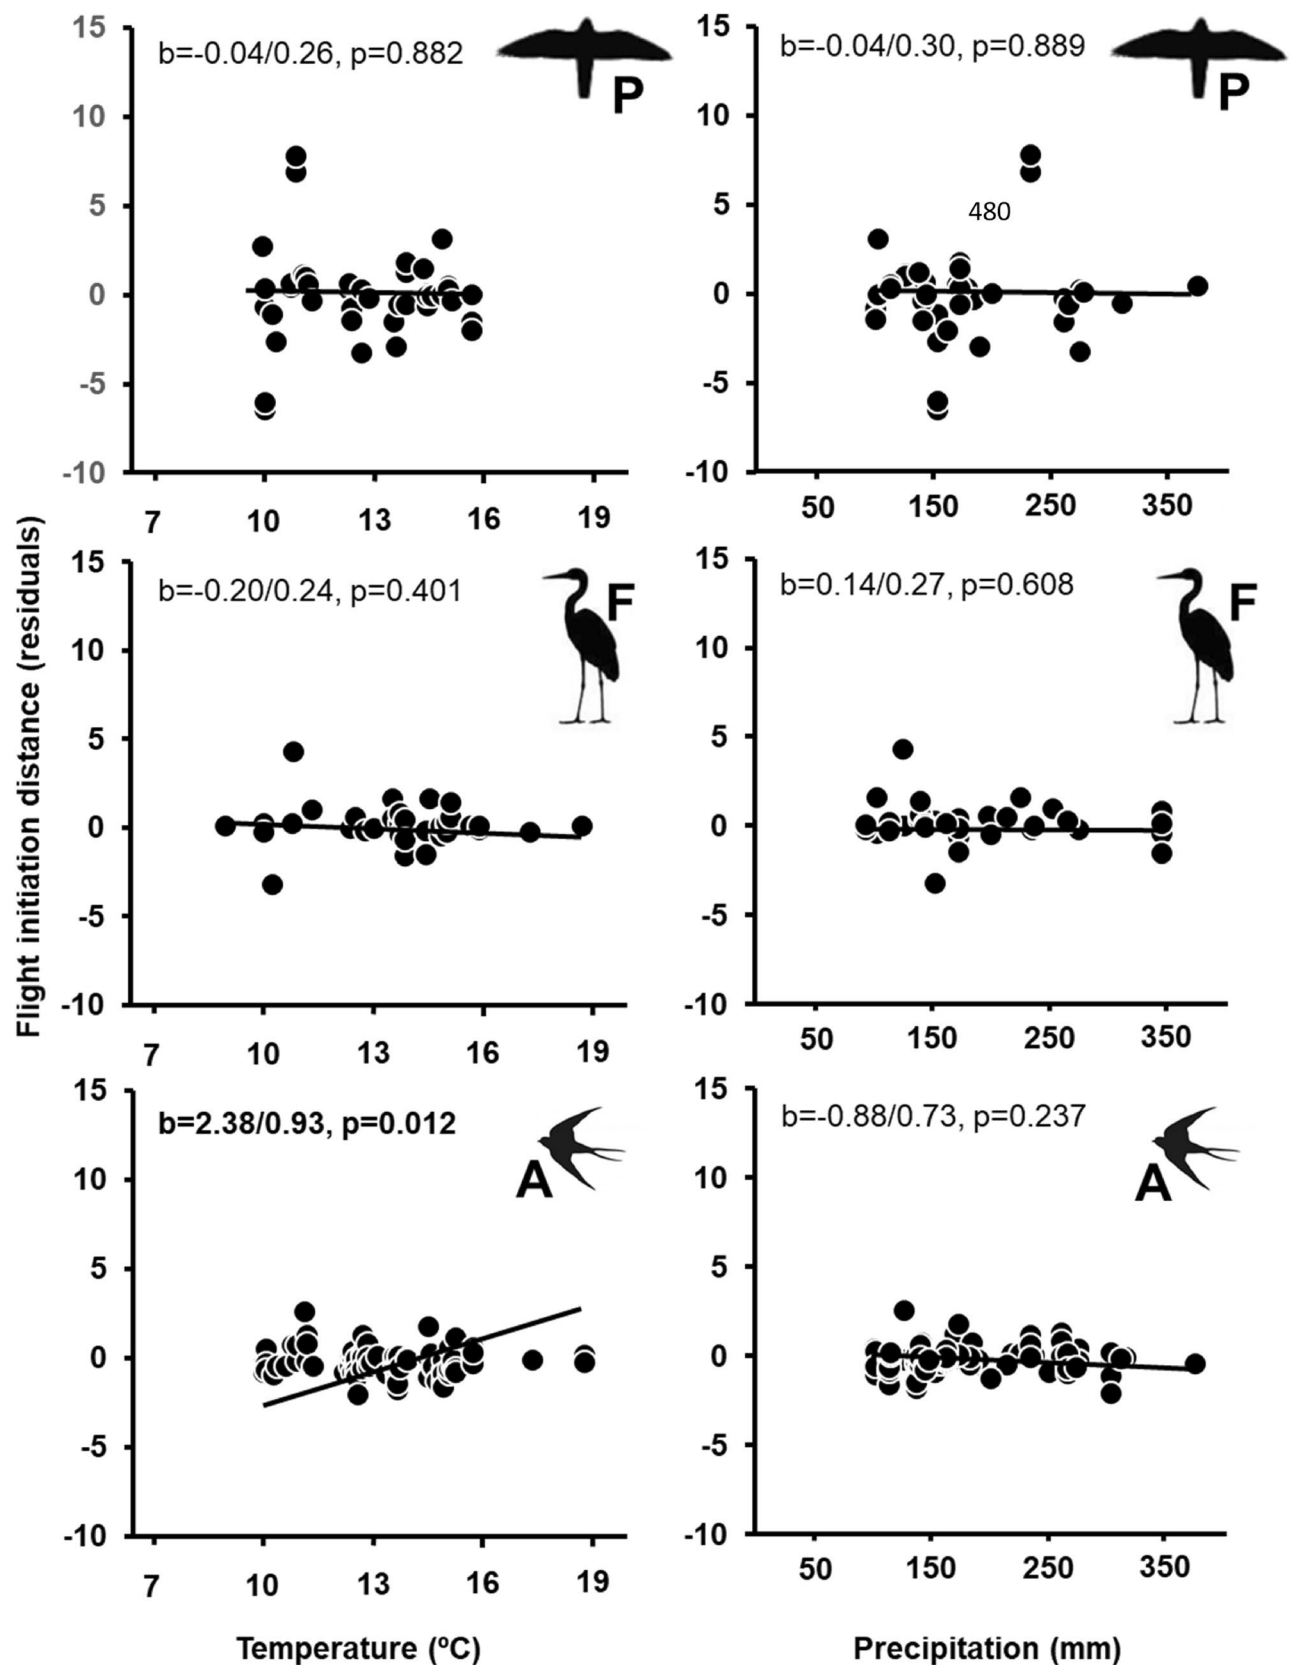 15
b=-0.04/0.26, p=0.882
P
10
5
0
-5
-10
7 10 13 16 19
15
b=-0.04/0.30, p=0.889
P
10
5
480
0
-5
-10
50 150 250 350
Flight initiation distance (residuals)
15
b=-0.20/0.24, p=0.401
F
10
5
0
-5
-10
7 10 13 16 19
15
b=0.14/0.27, p=0.608
F
10
5
0
-5
-10
50 150 250 350
15
b=2.38/0.93, p=0.012
A
10
5
0
-5
-10
7 10 13 16 19
Temperature (ºC)
15
b=-0.88/0.73, p=0.237
A
10
5
0
-5
-10
50 150 250 350
Precipitation (mm)